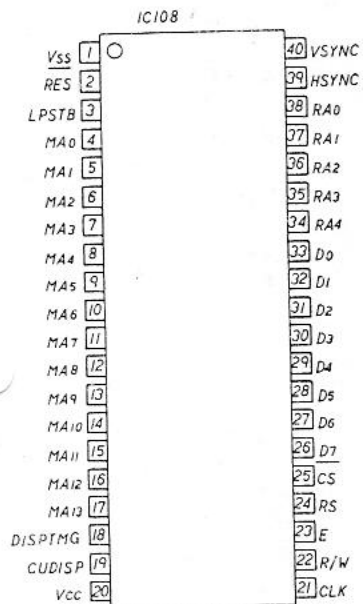 IC108
Vss 1
RES 2
LPSTB 3
MA0 4
MA1 5
MA2 6
MA3 7
MA4 8
MA5 9
MA6 10
MA7 11
MA8 12
MA9 13
MA10 14
MA11 15
MA12 16
MA13 17
DISPTMG 18
CUDISP 19
Vcc 20
40 VSYNC
39 HSYNC
38 RA0
37 RA1
36 RA2
35 RA3
34 RA4
33 D0
32 D1
31 D2
30 D3
29 D4
28 D5
27 D6
26 D7
25 CS
24 RS
23 E
22 R/W
21 CLK